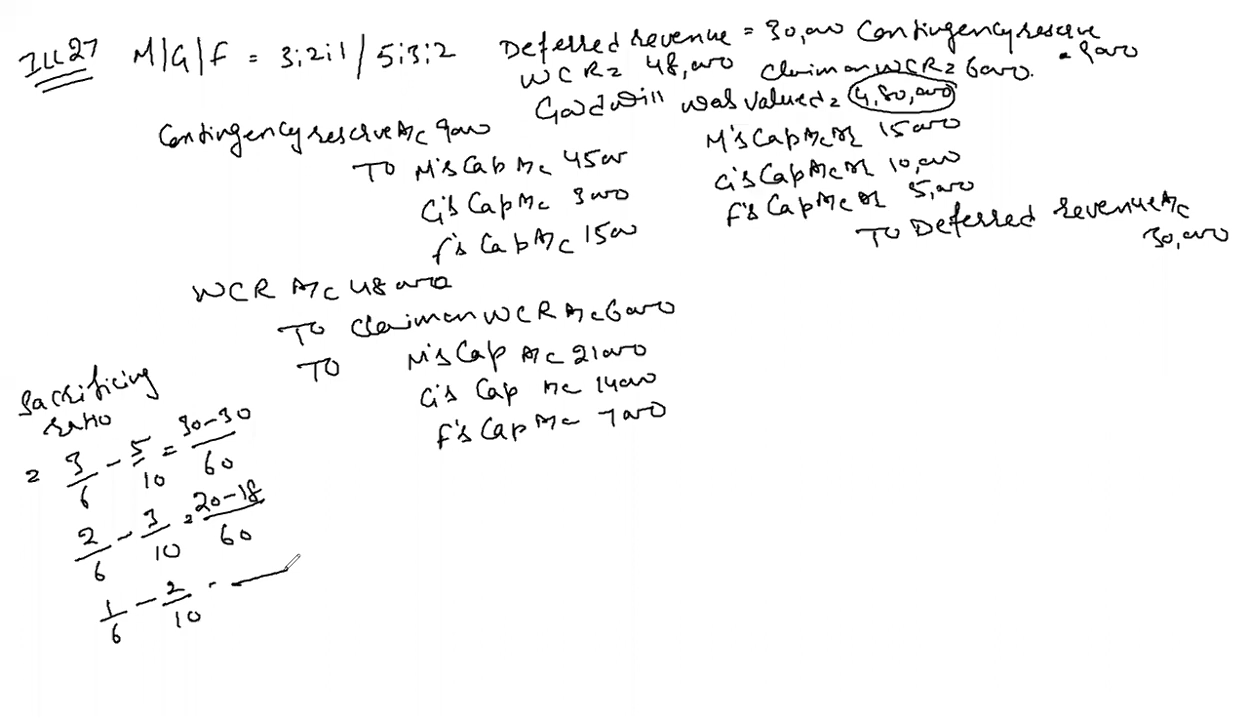 Ill 27 M/G/F = 3:2:1 / 5:3:2 Deferred revenue = 30,000 Contingency reserve = 9000
WCR = 48,000 Claim on WCR = 6000.
Goodwill was valued = 4,80,000
Contingency reserve A/c 9000
To M's Cap A/c 4500
G's Cap A/c 3000
F's Cap A/c 1500
M's Cap A/c Dr 15000
G's Cap A/c Dr 10,000
F's Cap A/c Dr 5,000
To Deferred revenue A/c
30,000
WCR A/c 48000
To Claim on WCR A/c 6000
To M's Cap A/c 21000
G's Cap A/c 14000
F's Cap A/c 7000
Sacrificing
ratio
= 3/6 - 5/10 = 30-30/60
2/6 - 3/10 = 20-18/60
1/6 - 2/10